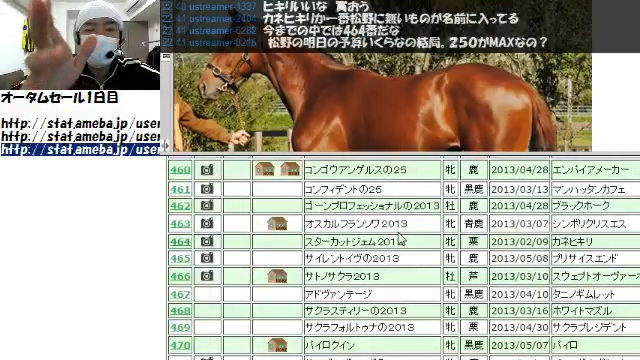 41 ustreamer-1337 ヒキリいいな 買おう
41 ustreamer-2404 カネヒキリか一番松野に無いものが名前に入ってる
今までの中では464番だな
41 ustreamer-9246 松野の明日の予算いくらなの結局。250がMAXなの?
オータムセール1日目
http://stat.ameba.jp/user
http://stat.ameba.jp/user
http://stat.ameba.jp/user
460 コンゴウアングルスの25 牝 鹿 2013/04/28 エンパイアメーカー
461 コンフィデントの25 牝 黒鹿 2013/03/13 マンハッタンカフェ
462 ゴーンプロフェッショナルの2013 牡 鹿 2013/04/28 ブラックホーク
463 オスカルフランソワ2013 牝 青鹿 2013/03/07 シンボリクリスエス
464 スターカットジェム201 牝 栗 2013/02/09 カネヒキリ
465 サイレントイヴの2013 牝 鹿 2013/05/08 プリサイスエンド
466 サトノサクラ2013 牡 芦 2013/03/10 スウェプトオーヴァー
467 アドヴァンテージ 牝 黒鹿 2013/04/10 タニノギムレット
468 サクラスティリーの2013 牝 鹿 2013/03/16 ホワイトマズル
469 サクラフォルトゥナの2013 牝 栗 2013/04/30 サクラプレジデント
470 パイロクイン 牝 黒鹿 2013/05/07 パイロ